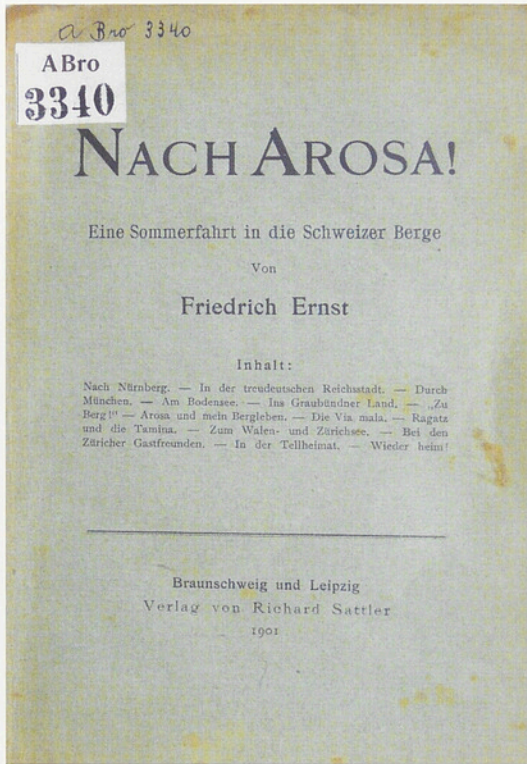 a Bro 3340
ABro
3340
NACH AROSA!
Eine Sommerfahrt in die Schweizer Berge
Von
Friedrich Ernst
Inhalt:
Nach Nürnberg. — In der treudeutschen Reichsstadt. — Durch
München. — Am Bodensee. — Ins Graubündner Land. — „Zu
Berg!“ — Arosa und mein Bergleben. — Die Via mala. — Ragatz
und die Tamina. — Zum Walen- und Zürichsee. — Bei den
Züricher Gastfreunden. — In der Tellheimat. — Wieder heim!
Braunschweig und Leipzig
Verlag von Richard Sattler
1901